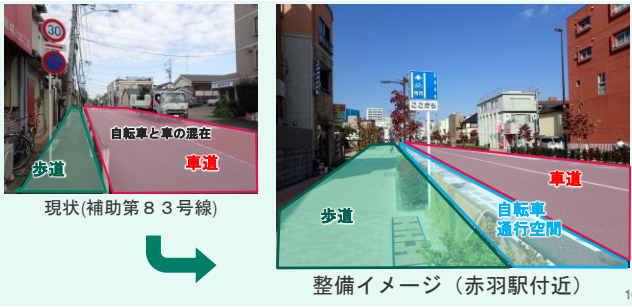 30
自転車と車の混在
車道
歩道
現状(補助第８３号線)
ここから
車道
歩道
自転車
通行空間
整備イメージ（赤羽駅付近）